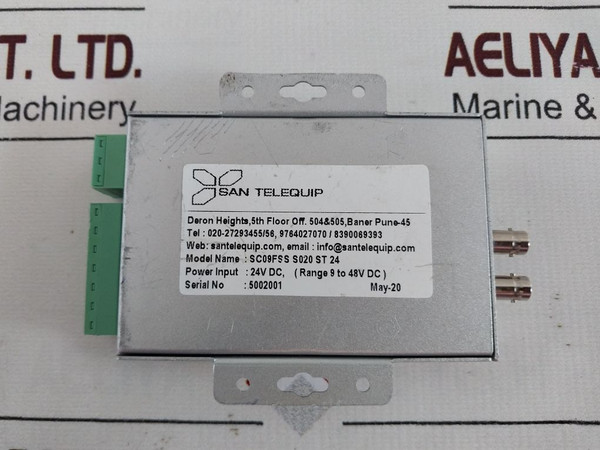 T. LTD.
Machinery
AELIYA
Marine &
SAN TELEQUIP
Deron Heights,5th Floor Off. 504&505,Baner Pune-45
Tel : 020-27293455/56, 9764027070 / 8390069393
Web: santelequip.com, email : info@santelequip.com
Model Name : SC09FSS S020 ST 24
Power Input : 24V DC, ( Range 9 to 48V DC )
Serial No : 5002001 May-20